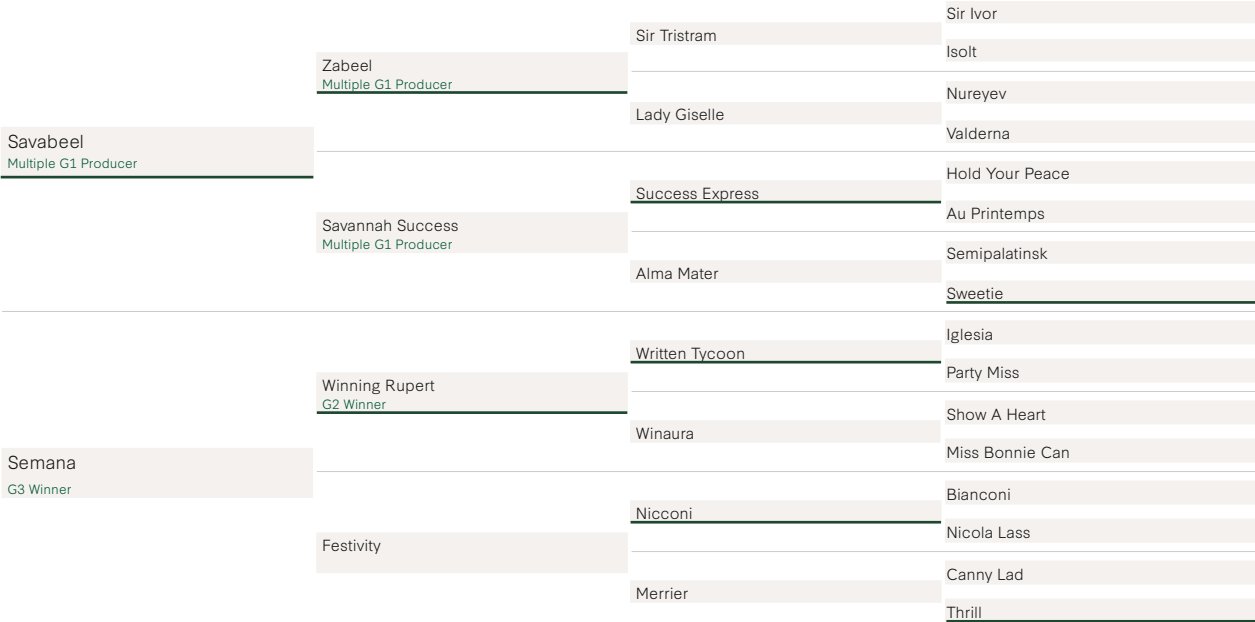 Savabeel
Multiple G1 Producer
Semana
G3 Winner
Zabeel
Multiple G1 Producer
Savannah Success
Multiple G1 Producer
Winning Rupert
G2 Winner
Festivity
Sir Tristram
Lady Giselle
Success Express
Alma Mater
Written Tycoon
Winaura
Nicconi
Merrier
Sir Ivor
Isolt
Nureyev
Valderna
Hold Your Peace
Au Printemps
Semipalatinsk
Sweetie
Iglesia
Party Miss
Show A Heart
Miss Bonnie Can
Bianconi
Nicola Lass
Canny Lad
Thrill